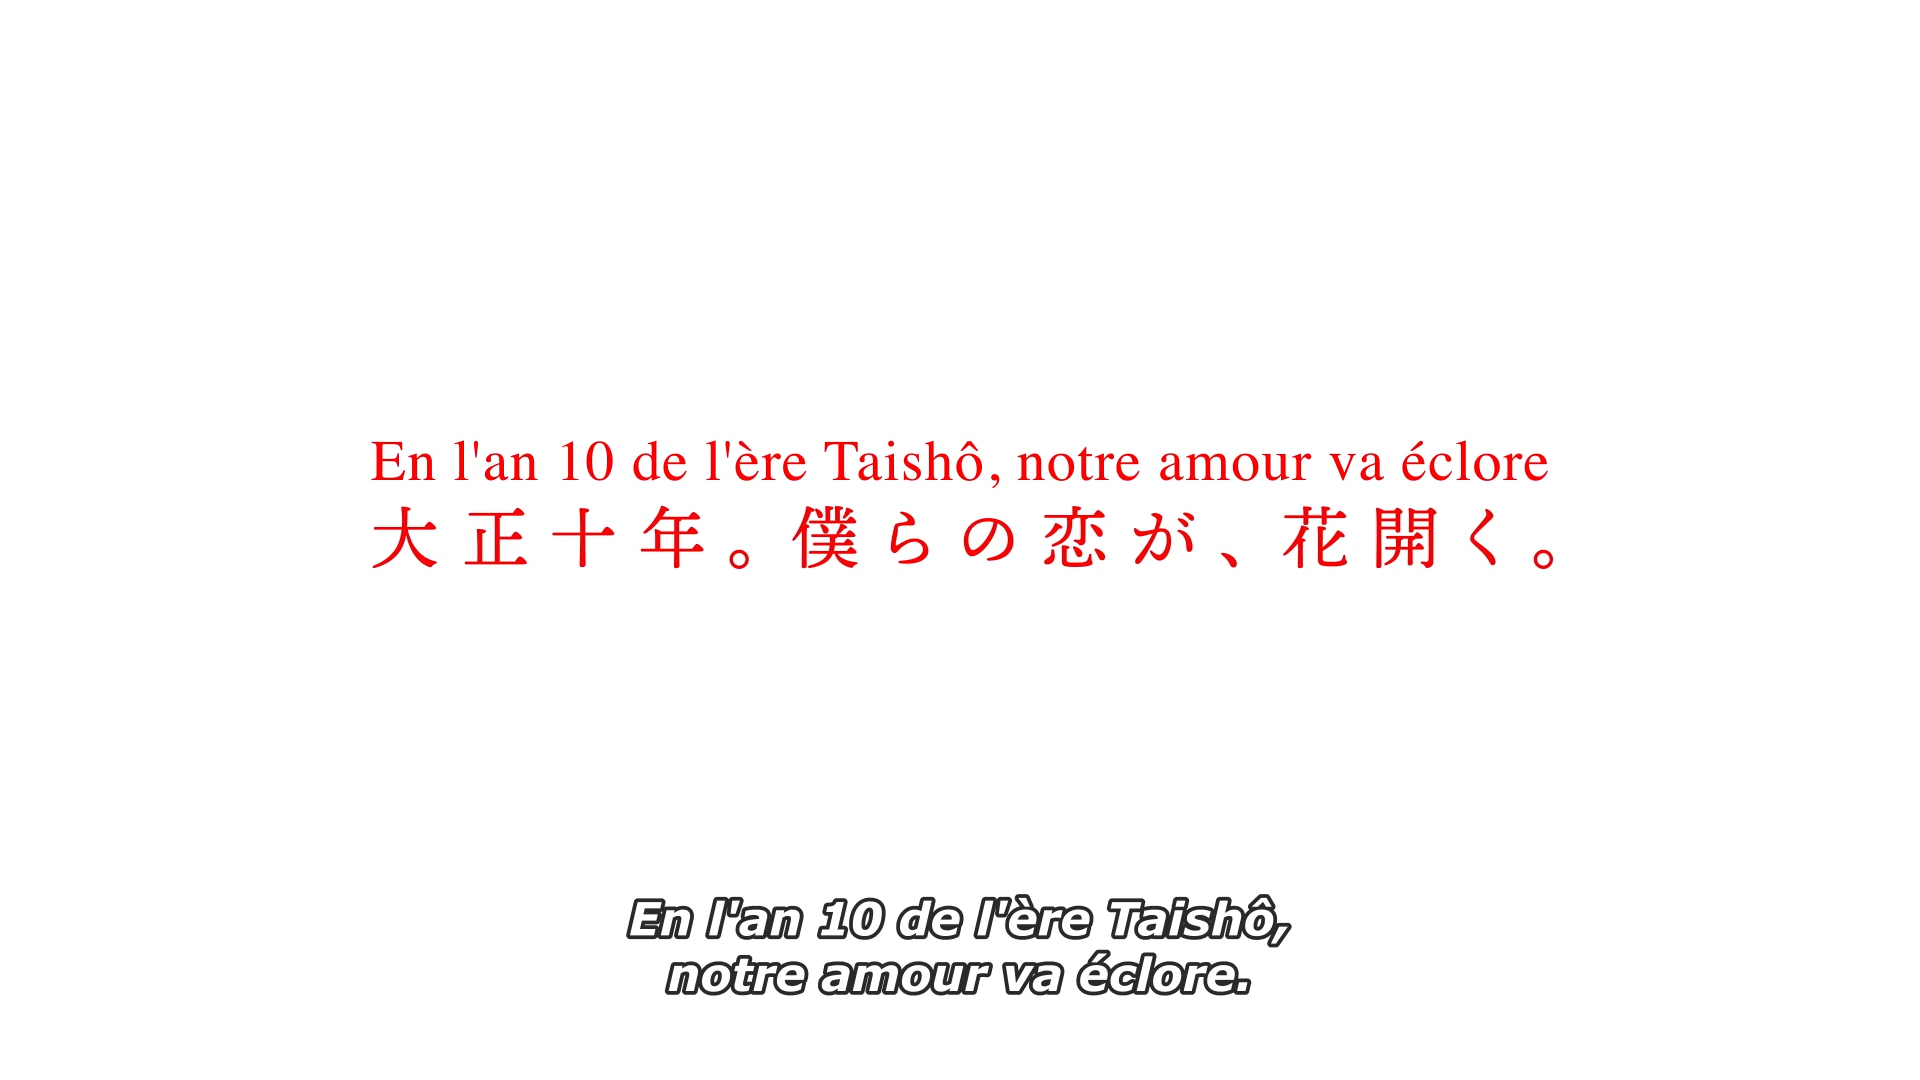 En l'an 10 de l'ère Taishô, notre amour va éclore
大正十年。僕らの恋が、花開く。
En l'an 10 de l'ère Taishô,
notre amour va éclore.